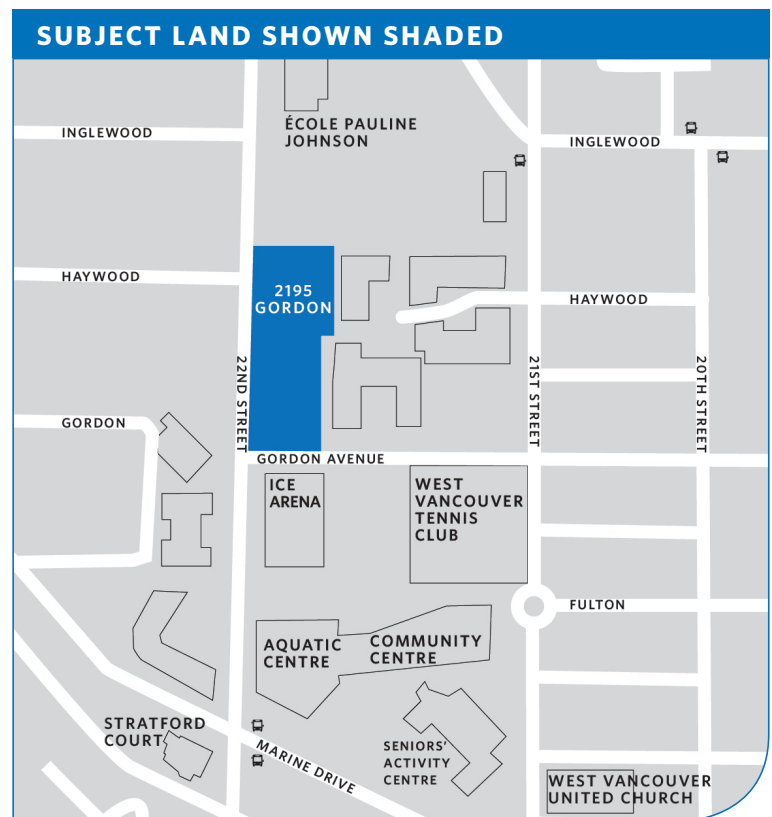 SUBJECT LAND SHOWN SHADED
ÉCOLE PAULINE
JOHNSON
INGLEWOOD
INGLEWOOD
HAYWOOD
2195
GORDON
HAYWOOD
22ND STREET
21ST STREET
20TH STREET
GORDON
GORDON AVENUE
ICE
ARENA
WEST
VANCOUVER
TENNIS
CLUB
FULTON
AQUATIC
CENTRE
COMMUNITY
CENTRE
STRATFORD
COURT
MARINE DRIVE
SENIORS'
ACTIVITY
CENTRE
WEST VANCOUVER
UNITED CHURCH